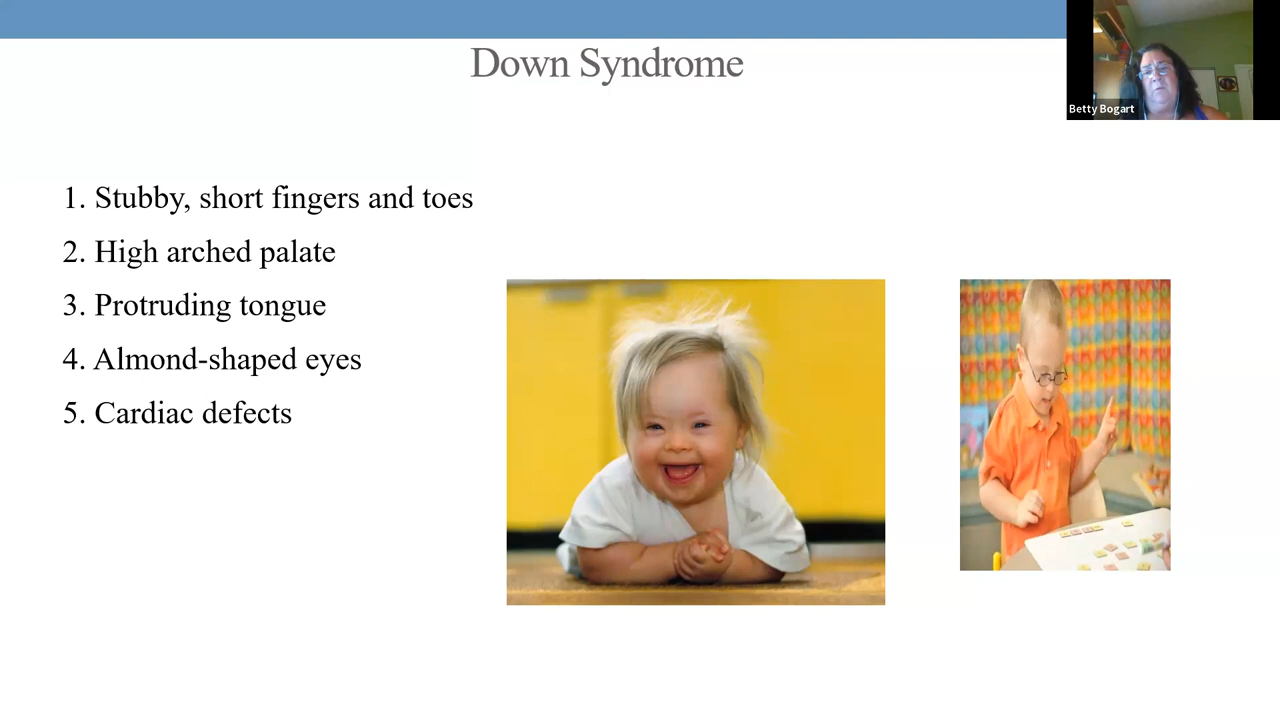 Down Syndrome
Betty Bogart
1. Stubby, short fingers and toes
2. High arched palate
3. Protruding tongue
4. Almond-shaped eyes
5. Cardiac defects